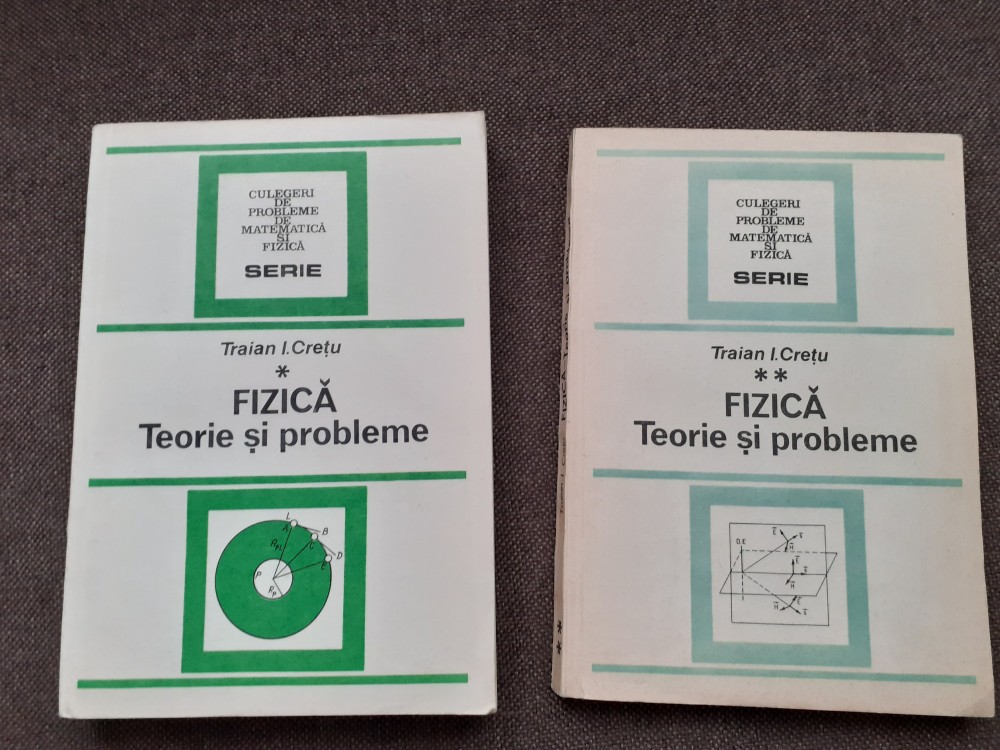 CULEGERI
DE
PROBLEME
DE
MATEMATICĂ
ȘI
FIZICĂ
SERIE
Traian I. Crețu
*
FIZICĂ
Teorie și probleme
L
A
B
C
D
E
P
CULEGERI
DE
PROBLEME
DE
MATEMATICĂ
ȘI
FIZICĂ
SERIE
Traian I. Crețu
**
FIZICĂ
Teorie și probleme
O.E
**